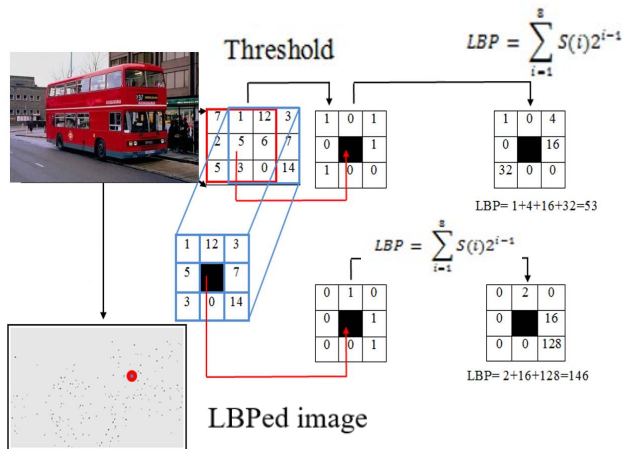 Threshold
LBP = ∑ S(i)2^{i−1}
8
i=1
7 1 12 3
2 5 6 7
5 3 0 14
1 0 1
0 1
1 0 0
1 0 4
0 16
32 0 0
LBP= 1+4+16+32=53
1 12 3
5 7
3 0 14
LBP = ∑ S(i)2^{i−1}
8
i=1
0 1 0
0 1
0 0 1
0 2 0
0 16
0 0 128
LBP= 2+16+128=146
LBPed image